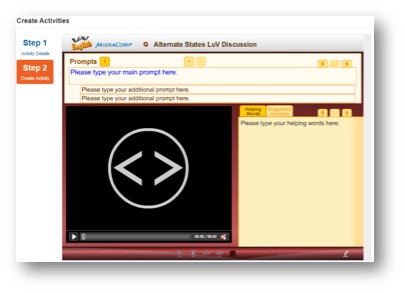 Create Activities
Step 1
Activity Details
Step 2
Create Activity
English MEDIACORP G Alternate States LuV Discussion
Prompts 1
Please type your main prompt here.
Please type your additional prompt here.
Please type your additional prompt here.
Helping Words
Suggested Answers
Please type your helping words here.
00:00 / 00:00